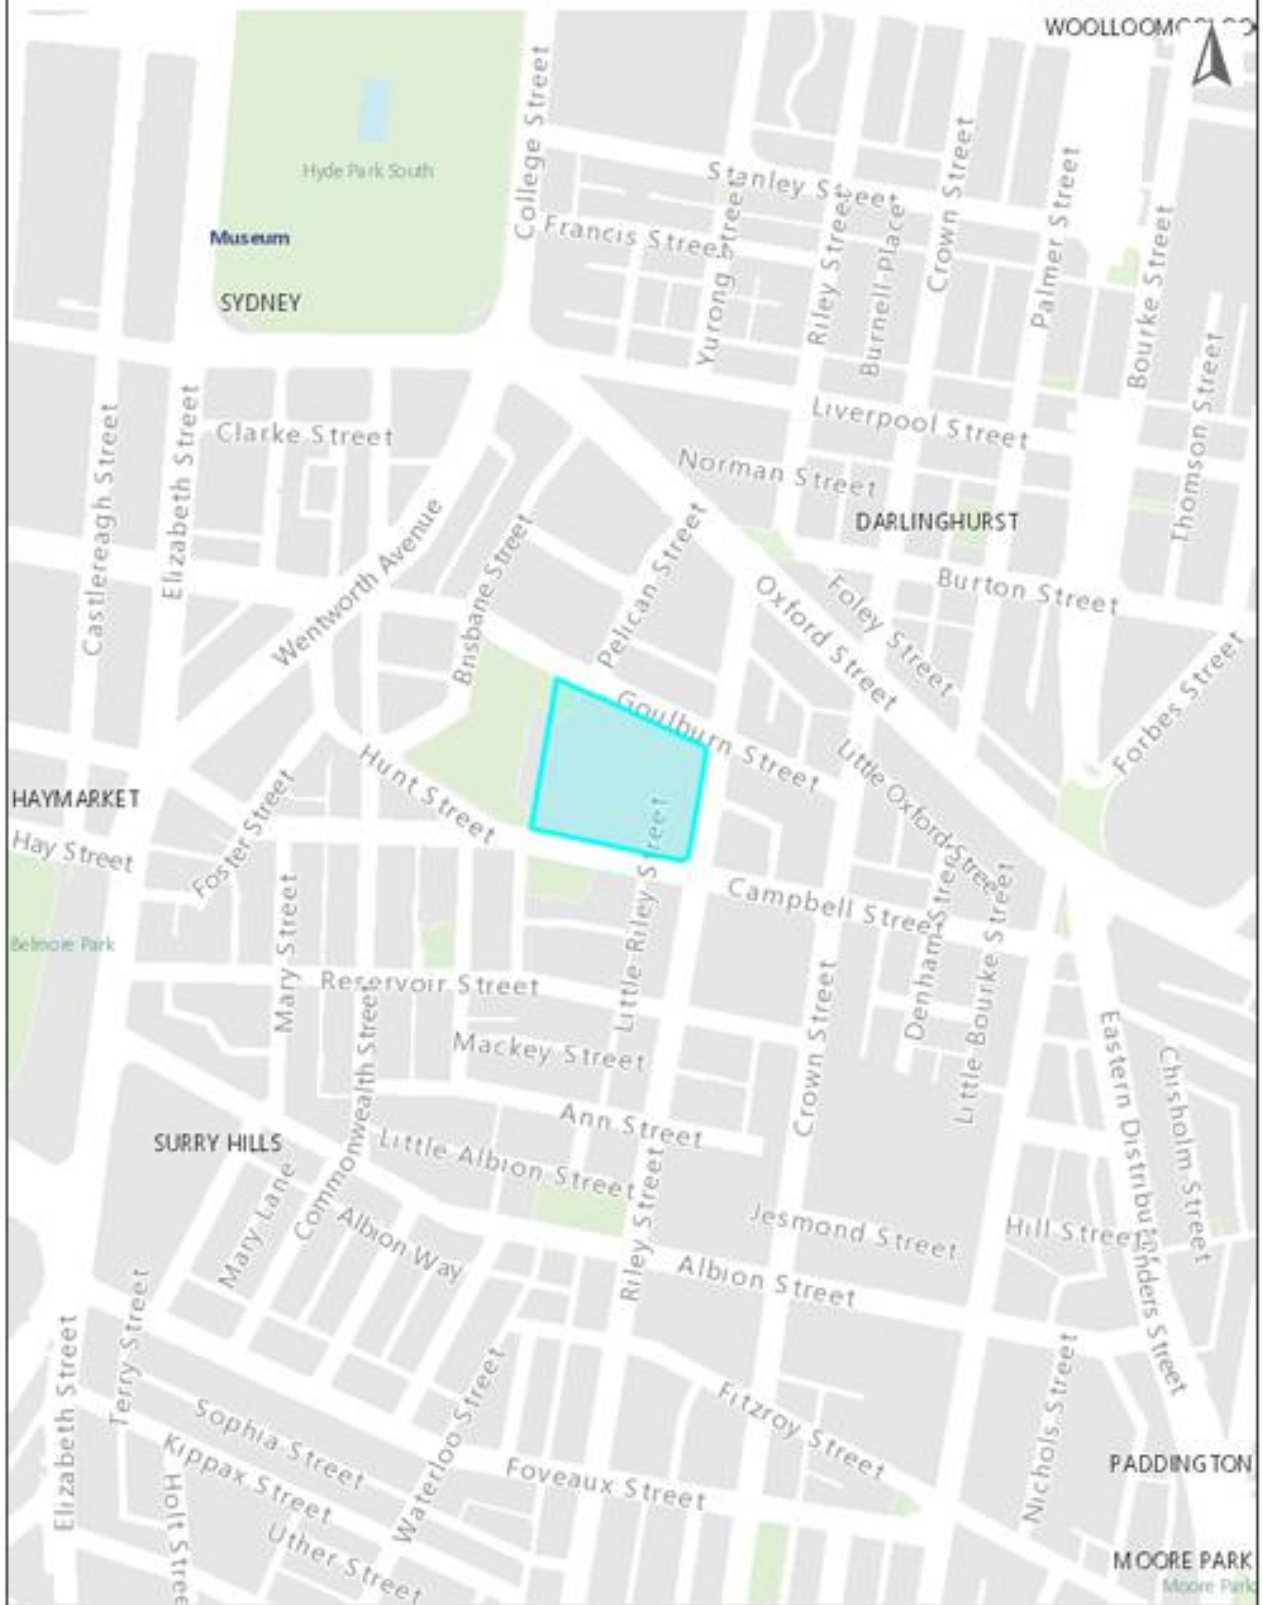 WOOLLOOMOOLOO
College Street
Hyde Park South
Stanley Street
Crown Street
Palmer Street
Museum
Francis Street
Yurong Street
Riley Street
Burnell Place
Bourke Street
SYDNEY
Thomson Street
Castlereagh Street
Elizabeth Street
Clarke Street
Liverpool Street
Norman Street
DARLINGHURST
Wentworth Avenue
Brisbane Street
Pelican Street
Oxford Street
Foley Street
Burton Street
Forbes Street
Goulburn Street
Hunt Street
Little Oxford Street
HAYMARKET
Hay Street
Foster Street
Little Riley Street
Campbell Street
Mary Street
Belmore Park
Denham Street
Little Bourke Street
Reservoir Street
Commonwealth Street
Mackey Street
Crown Street
Eastern Distributor
Chisholm Street
Ann Street
SURRY HILLS
Little Albion Street
Mary Lane
Albion Way
Riley Street
Jesmond Street
Hill Street
Flinders Street
Albion Street
Terry Street
Elizabeth Street
Nichols Street
Fitzroy Street
Waterloo Street
Sophia Street
Kippax Street
Foveaux Street
PADDINGTON
Holt Stree
Uther Street
MOORE PARK
Moore Park